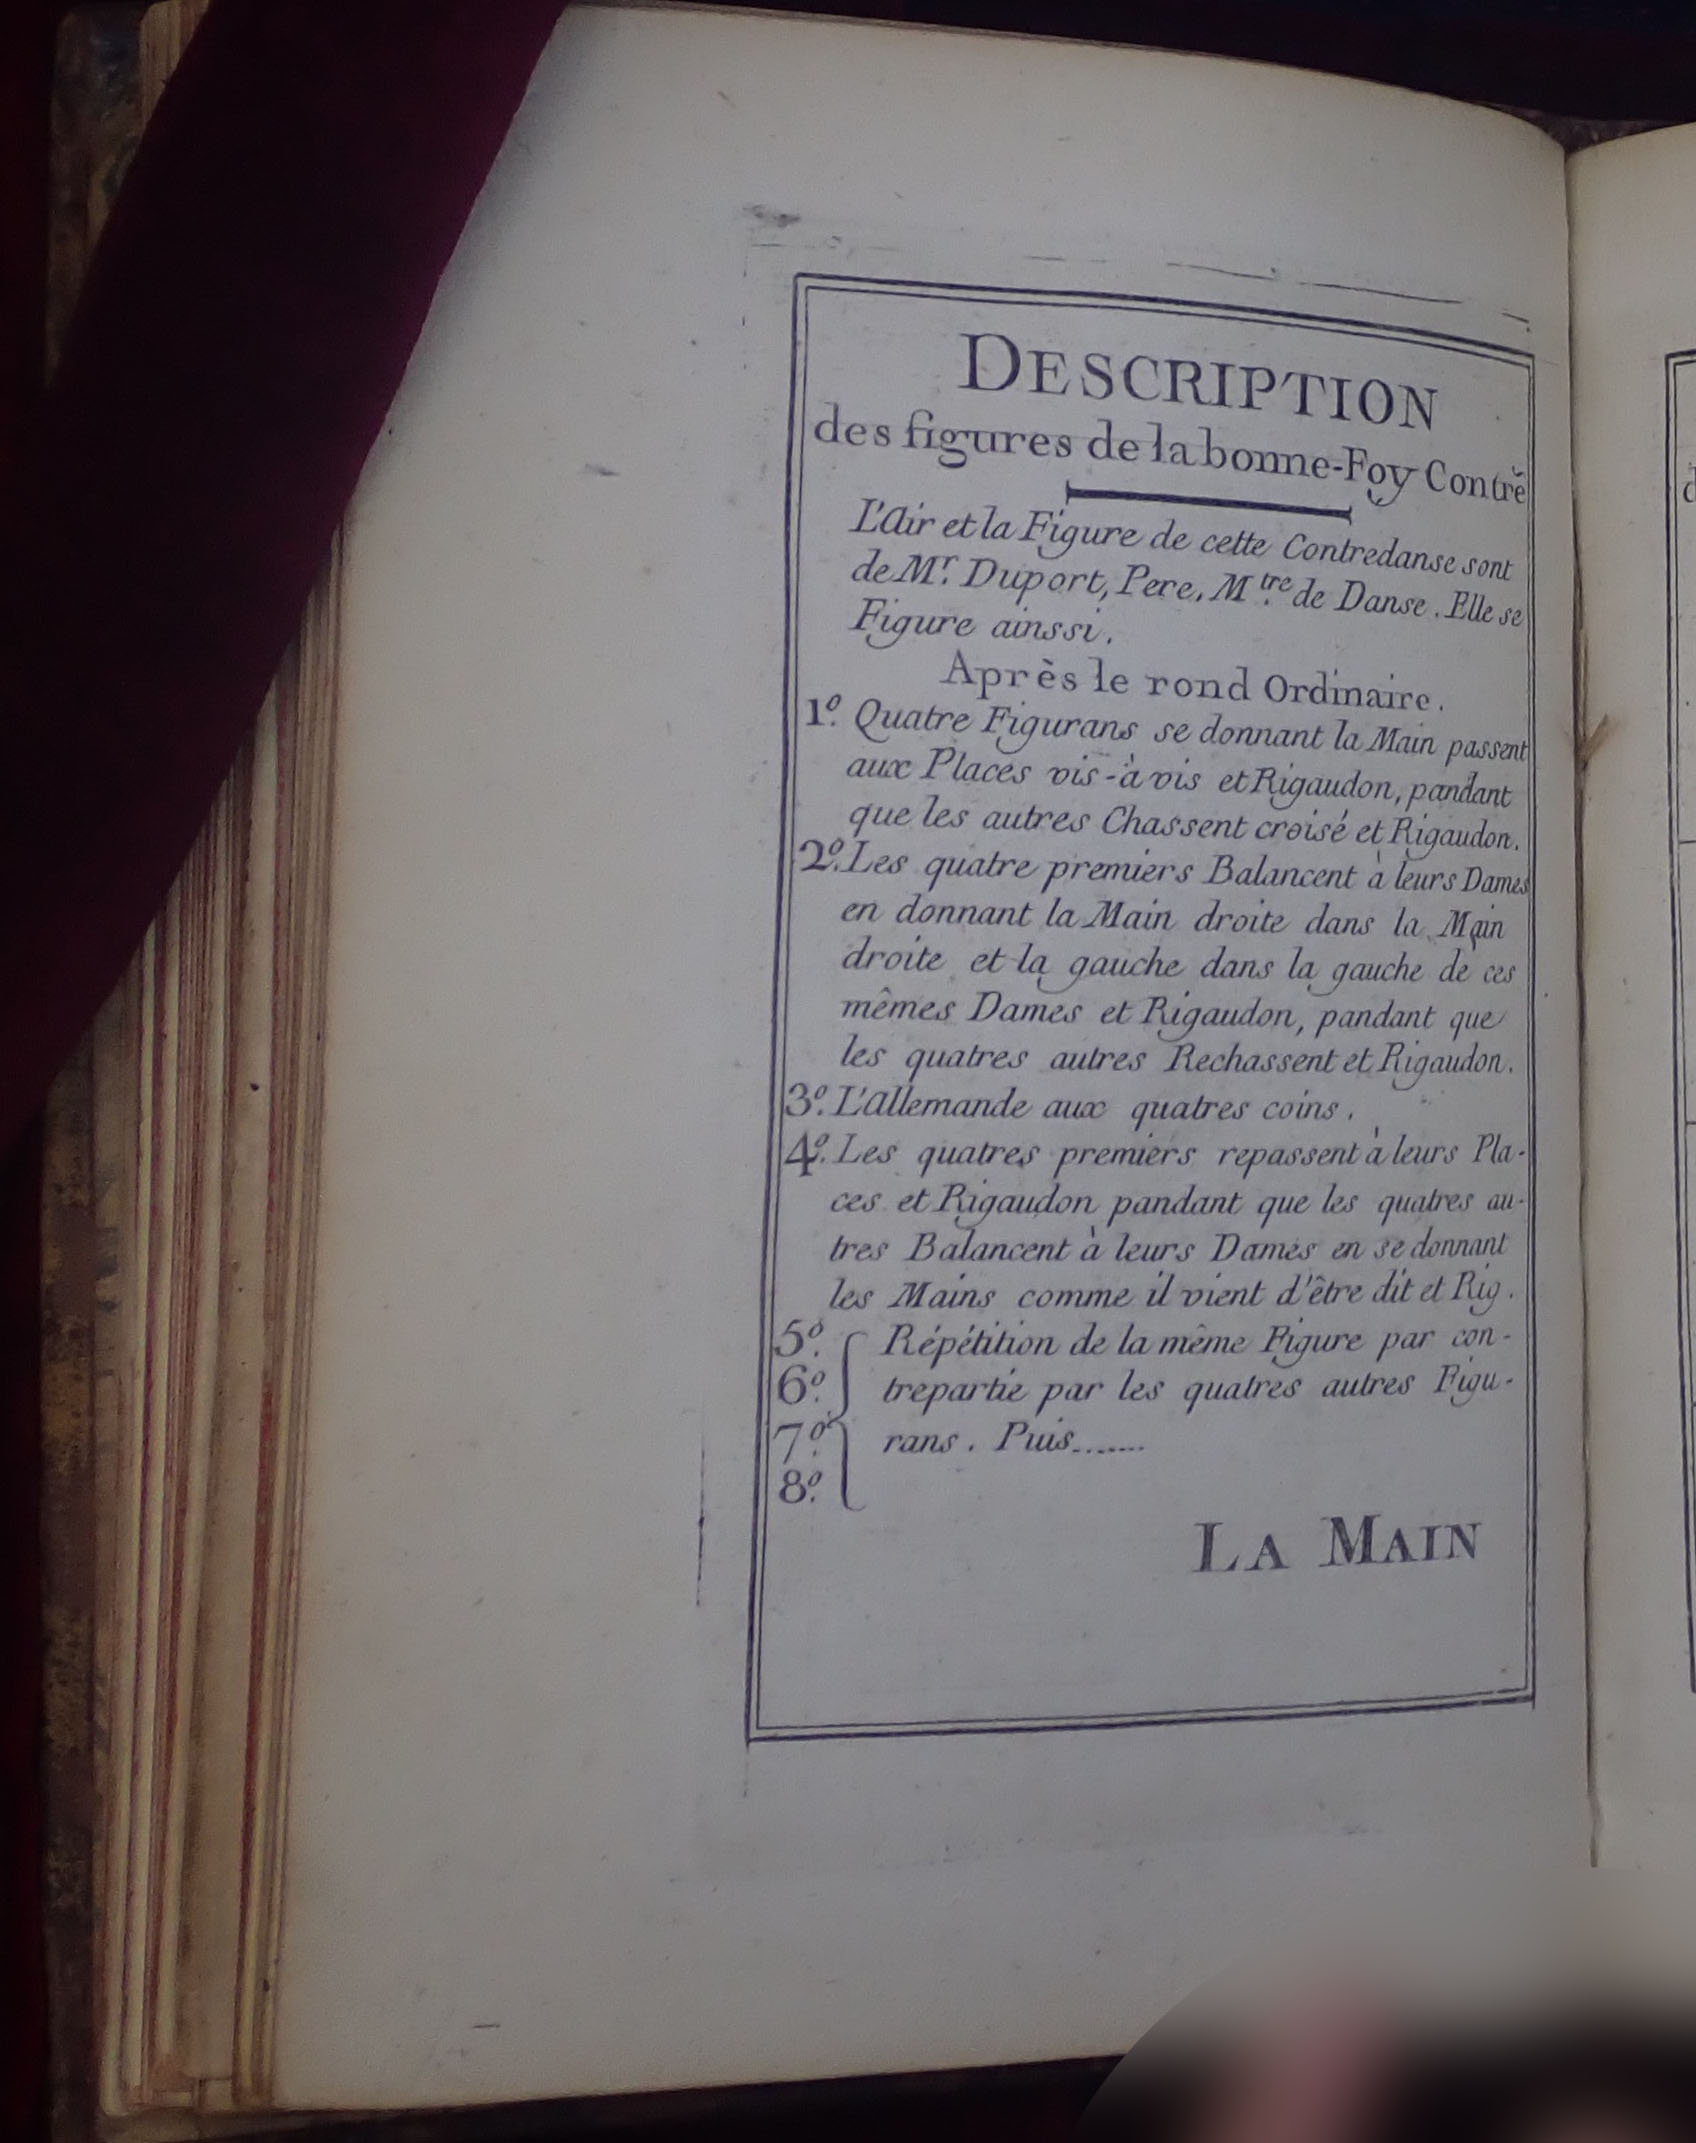 DESCRIPTION
des figures de la bonne-Foy Contrĕ
L'Air et la Figure de cette Contredanse sont
de Mr. Duport, Pere, Mtre. de Danse. Elle se
Figure ainssi.
Après le rond Ordinaire.
1º. Quatre Figurans se donnant la Main passent
aux Places vis-à vis et Rigaudon, pandant
que les autres Chassent croisé et Rigaudon.
2º. Les quatre premiers Balancent à leurs Dames
en donnant la Main droite dans la Main
droite et la gauche dans la gauche de ces
mêmes Dames et Rigaudon, pandant que
les quatres autres Rechassent et Rigaudon.
3º. L'allemande aux quatres coins.
4º. Les quatres premiers repassent à leurs Pla-
ces et Rigaudon pandant que les quatres au-
tres Balancent à leurs Dames en se donnant
les Mains comme il vient d'être dit et Rig.
5º. Répétition de la même Figure par con-
6º. trepartie par les quatres autres Figu-
7º. rans. Puis.......
8º.
LA MAIN